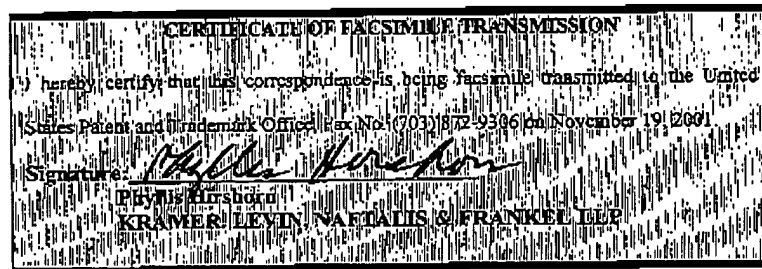 CERTIFICATE OF FACSIMILE TRANSMISSION
I hereby certify that this correspondence is being facsimile transmitted to the United
States Patent and Trademark Office, Fax No. (703) 872-9306 on November 19, 2001
Signature Phyllis Hirshorn
Phyllis Hirshorn
KRAMER LEVIN NAFTALIS & FRANKEL LLP